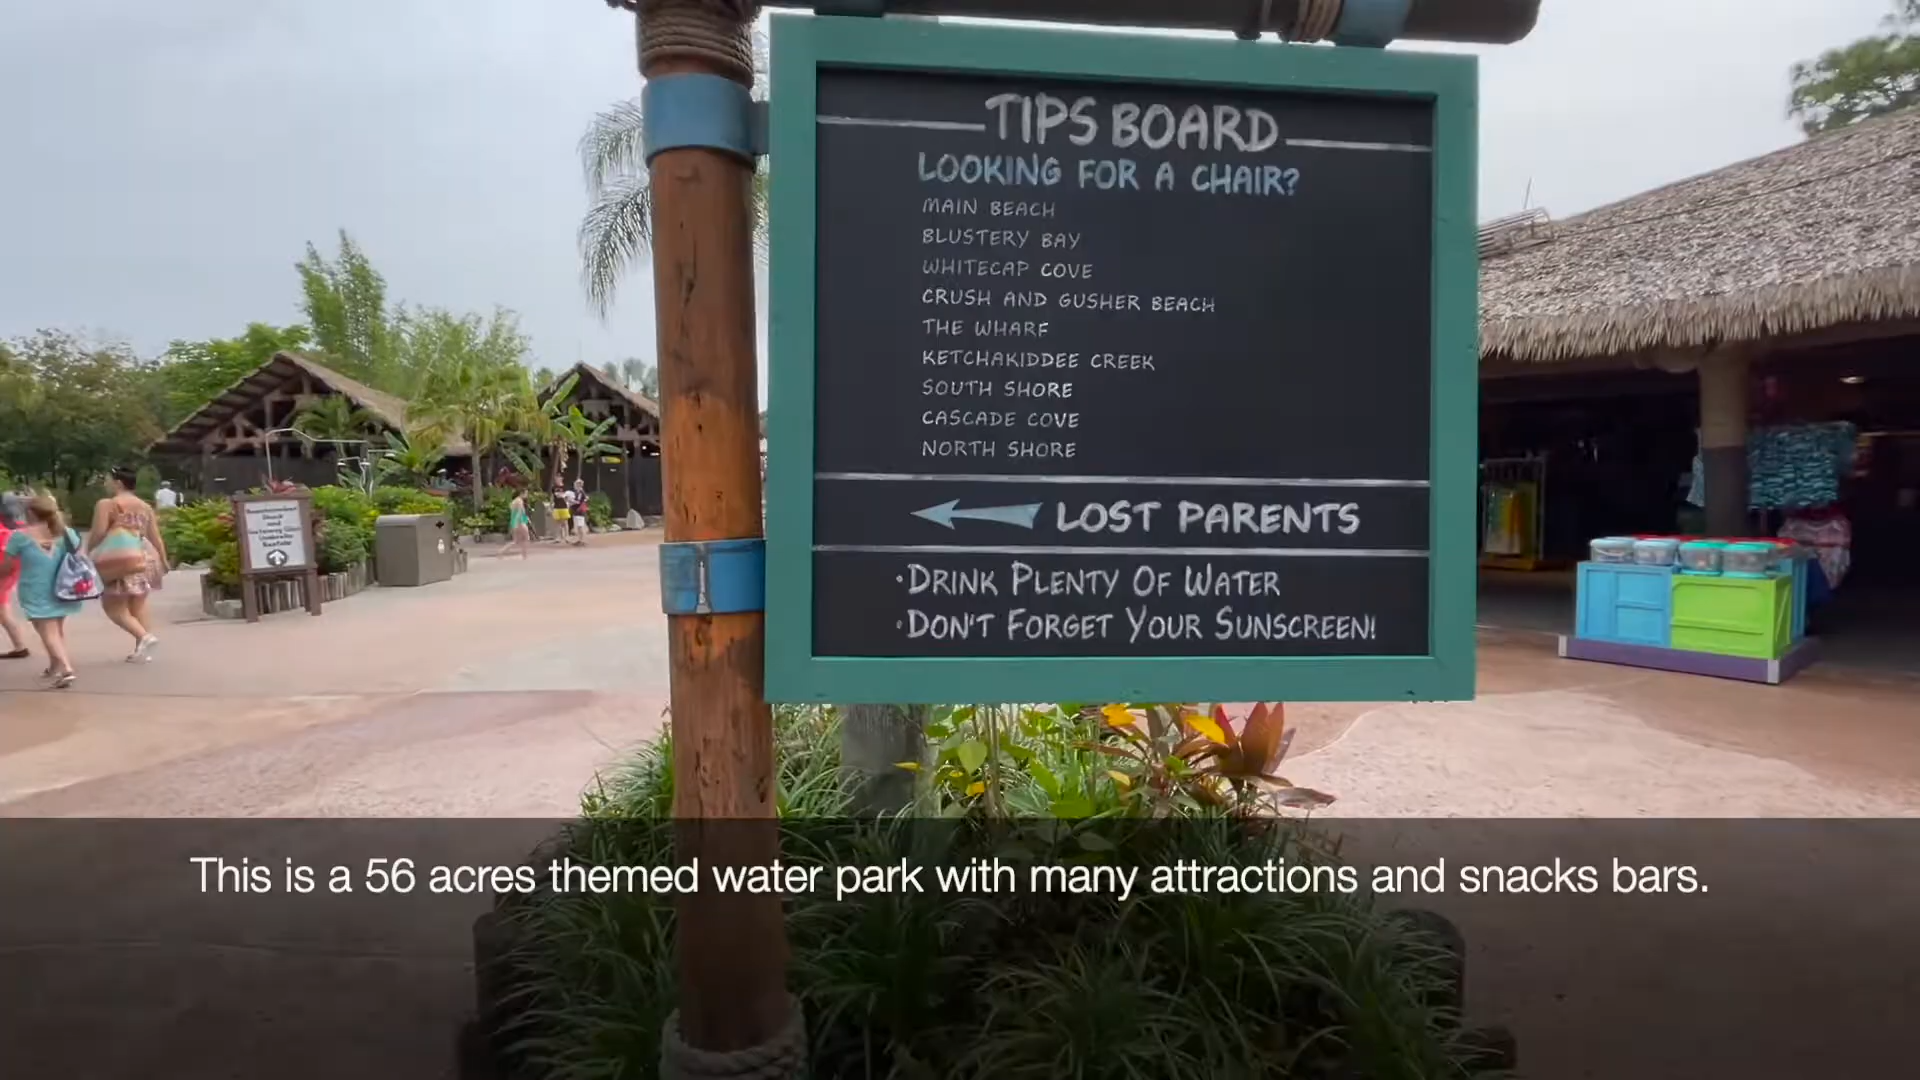 TIPS BOARD
LOOKING FOR A CHAIR?
MAIN BEACH
BLUSTERY BAY
WHITECAP COVE
CRUSH AND GUSHER BEACH
THE WHARF
KETCHAKIDDEE CREEK
SOUTH SHORE
CASCADE COVE
NORTH SHORE
LOST PARENTS
•DRINK PLENTY OF WATER
•DON'T FORGET YOUR SUNSCREEN!
This is a 56 acres themed water park with many attractions and snacks bars.